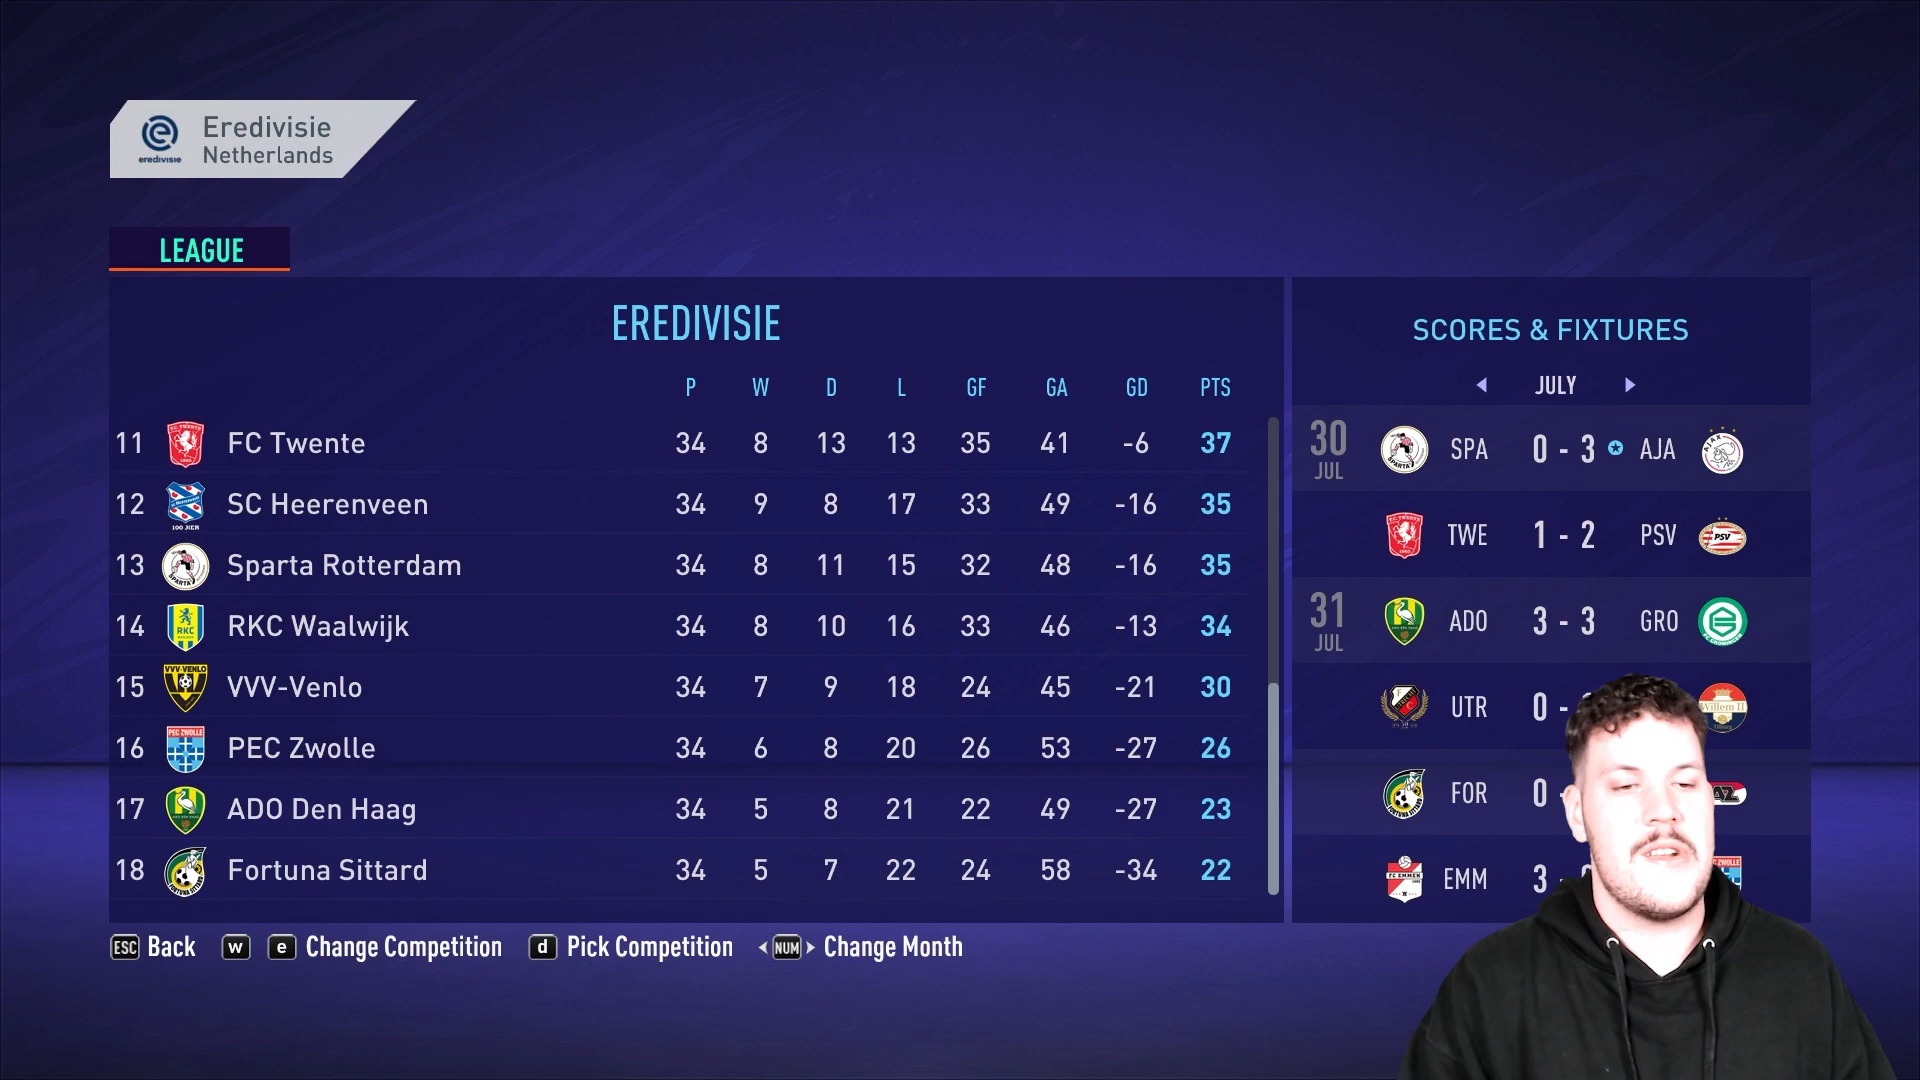 Eredivisie
Netherlands
eredivisie
LEAGUE
EREDIVISIE
P W D L GF GA GD PTS
11 FC Twente 34 8 13 13 35 41 -6 37
12 SC Heerenveen 34 9 8 17 33 49 -16 35
13 Sparta Rotterdam 34 8 11 15 32 48 -16 35
14 RKC Waalwijk 34 8 10 16 33 46 -13 34
15 VVV-Venlo 34 7 9 18 24 45 -21 30
16 PEC Zwolle 34 6 8 20 26 53 -27 26
17 ADO Den Haag 34 5 8 21 22 49 -27 23
18 Fortuna Sittard 34 5 7 22 24 58 -34 22
SCORES & FIXTURES
JULY
30 JUL SPA 0 - 3 AJA
TWE 1 - 2 PSV
31 JUL ADO 3 - 3 GRO
UTR 0 -
FOR 0 -
EMM 3 -
ESC Back w e Change Competition d Pick Competition NUM Change Month